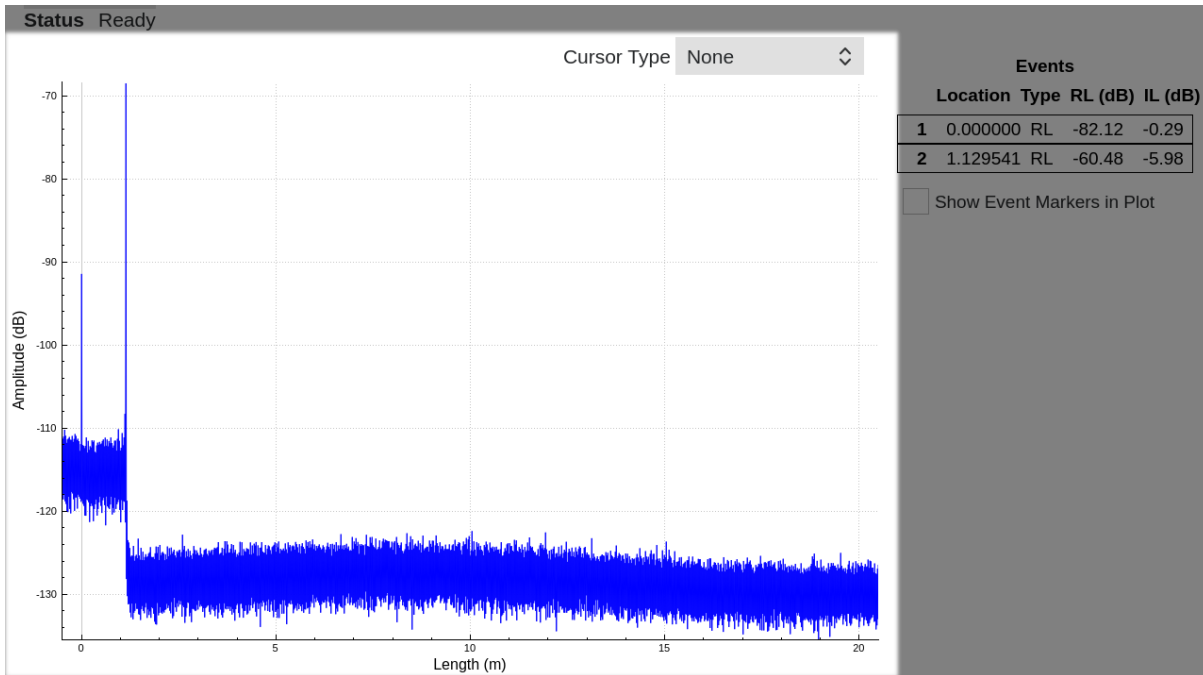 Status Ready
Cursor Type None
-70
-80
-90
-100
-110
-120
-130
Amplitude (dB)
0 5 10 15 20
Length (m)
Events
Location Type RL (dB) IL (dB)
1 0.000000 RL -82.12 -0.29
2 1.129541 RL -60.48 -5.98
Show Event Markers in Plot